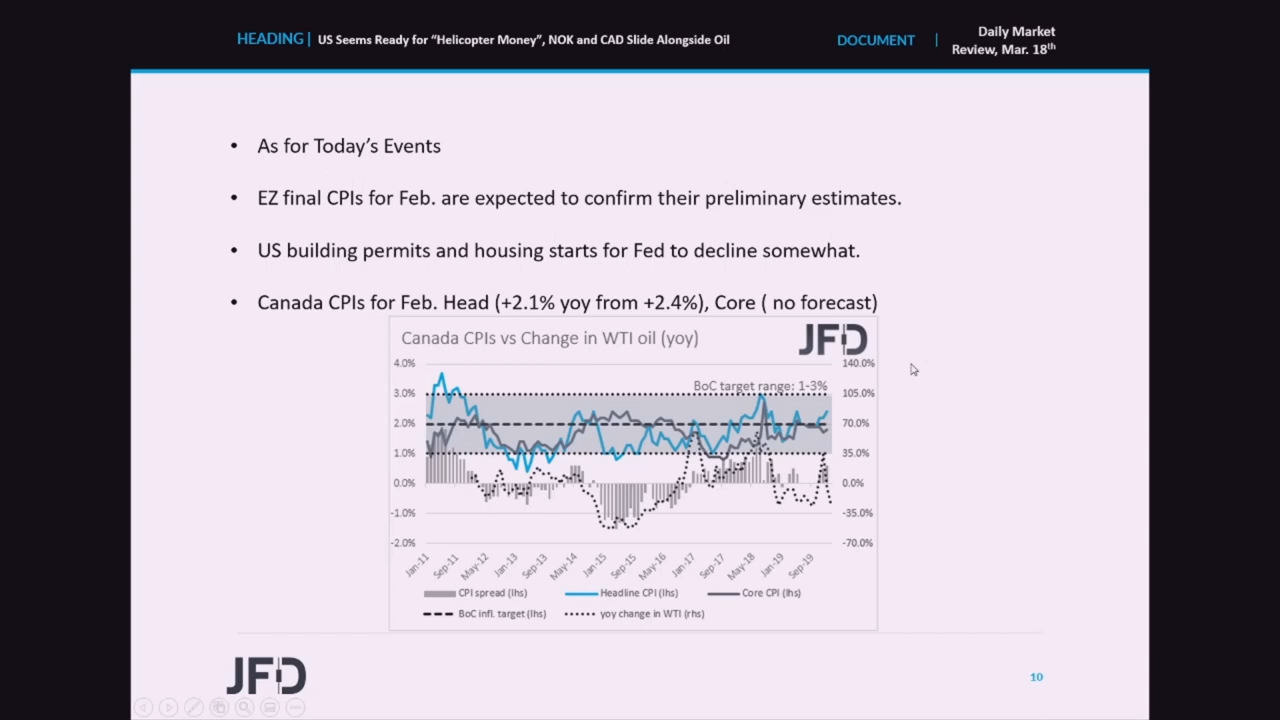 HEADING | US Seems Ready for “Helicopter Money”, NOK and CAD Slide Alongside Oil
DOCUMENT | Daily Market
Review, Mar. 18th
• As for Today’s Events
• EZ final CPIs for Feb. are expected to confirm their preliminary estimates.
• US building permits and housing starts for Fed to decline somewhat.
• Canada CPIs for Feb. Head (+2.1% yoy from +2.4%), Core ( no forecast)
Canada CPIs vs Change in WTI oil (yoy)
JFD
4.0% 140.0%
BoC target range: 1-3%
3.0% 105.0%
2.0% 70.0%
1.0% 35.0%
0.0% 0.0%
-1.0% -35.0%
-2.0% -70.0%
Jan-11 Sep-11 May-12 Jan-13 Sep-13 May-14 Jan-15 Sep-15 May-16 Jan-17 Sep-17 May-18 Jan-19 Sep-19
CPI spread (lhs) Headline CPI (lhs) Core CPI (lhs)
BoC infl. target (lhs) yoy change in WTI (rhs)
JFD
10